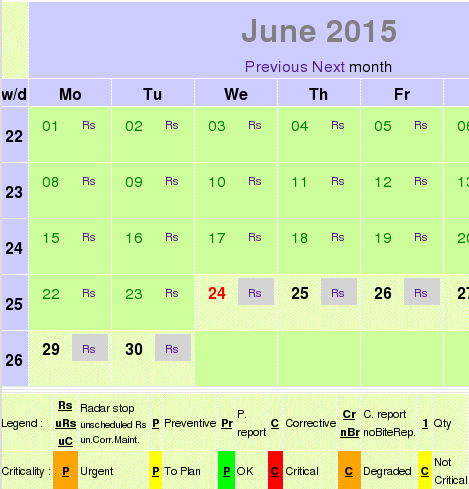 June 2015
Previous Next month
w/d Mo Tu We Th Fr
22 01 Rs 02 Rs 03 Rs 04 Rs 05 Rs 06
23 08 Rs 09 Rs 10 Rs 11 Rs 12 Rs 13
24 15 Rs 16 Rs 17 Rs 18 Rs 19 Rs 20
25 22 Rs 23 Rs 24 Rs 25 Rs 26 Rs 27
26 29 Rs 30 Rs
Legend : Rs Radar stop
uRs unscheduled Rs
uC un.Corr.Maint.
P Preventive Pr P. report C Corrective Cr C. report
nBr noBiteRep. 1 Qty
Criticality : P Urgent P To Plan P OK C Critical C Degraded C Not Critical